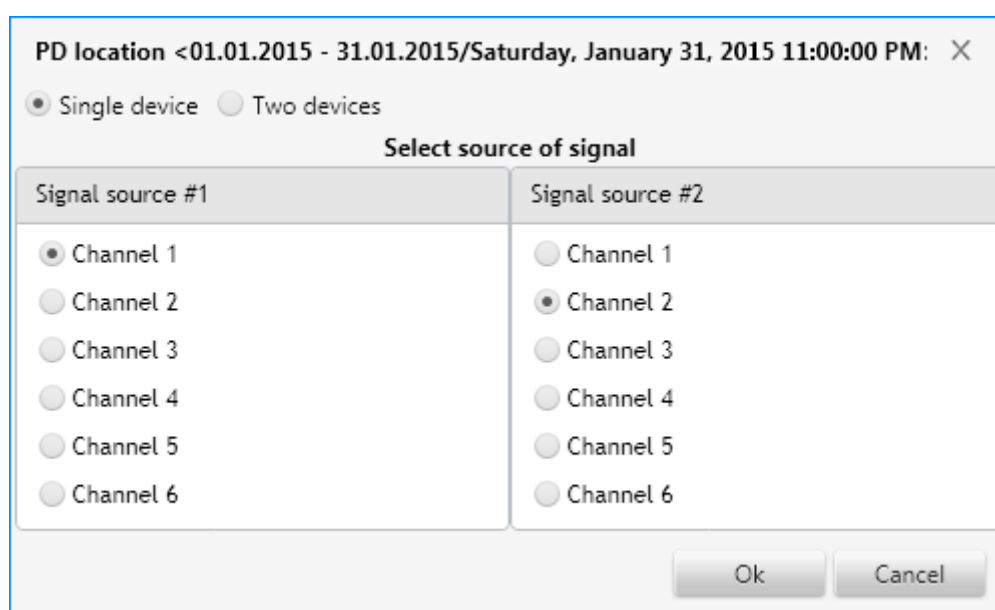 PD location <01.01.2015 - 31.01.2015/Saturday, January 31, 2015 11:00:00 PM:
Single device Two devices
Select source of signal
Signal source #1 Signal source #2
Channel 1 Channel 1
Channel 2 Channel 2
Channel 3 Channel 3
Channel 4 Channel 4
Channel 5 Channel 5
Channel 6 Channel 6
Ok Cancel